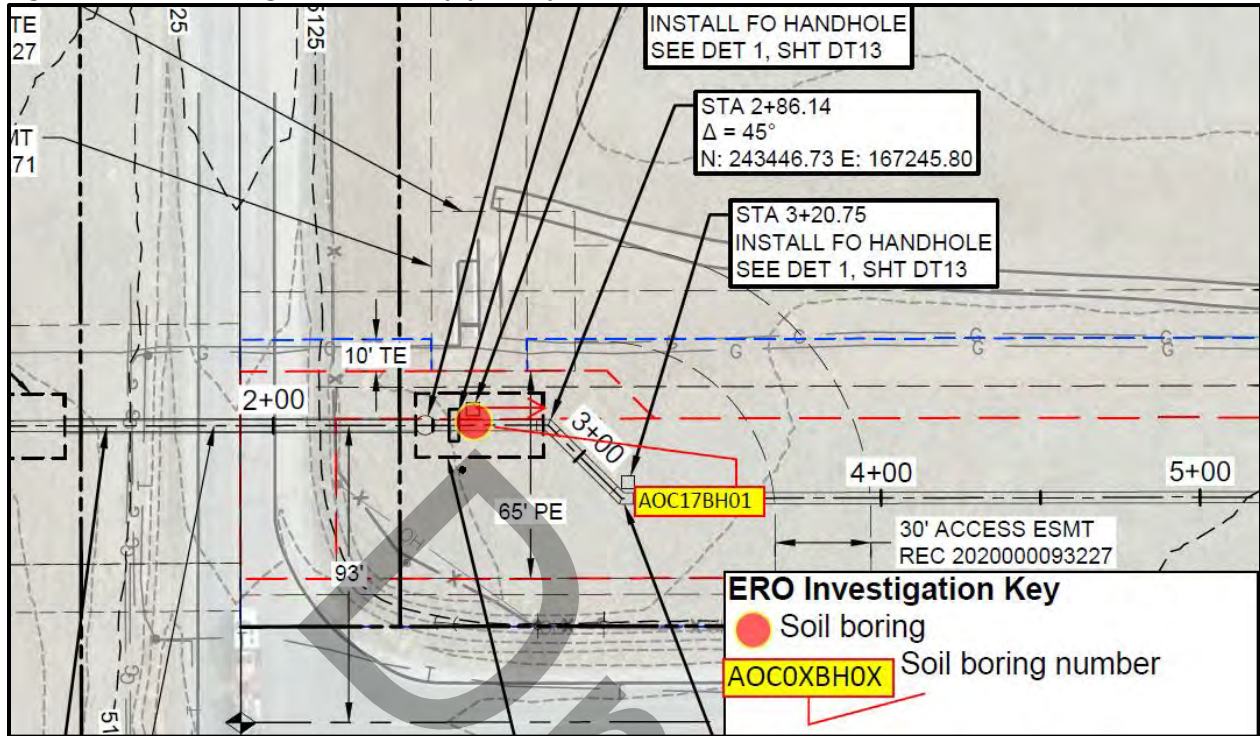 TE
27
25
5125
INSTALL FO HANDHOLE
SEE DET 1, SHT DT13
STA 2+86.14
Δ = 45°
N: 243446.73 E: 167245.80
MT
71
STA 3+20.75
INSTALL FO HANDHOLE
SEE DET 1, SHT DT13
10' TE
G
G
G
G
G
G
2+00
3+00
AOC17BH01
4+00
5+00
65' PE
30' ACCESS ESMT
REC 2020000093227
OH
93'
51
ERO Investigation Key
Soil boring
AOC0XBH0X Soil boring number